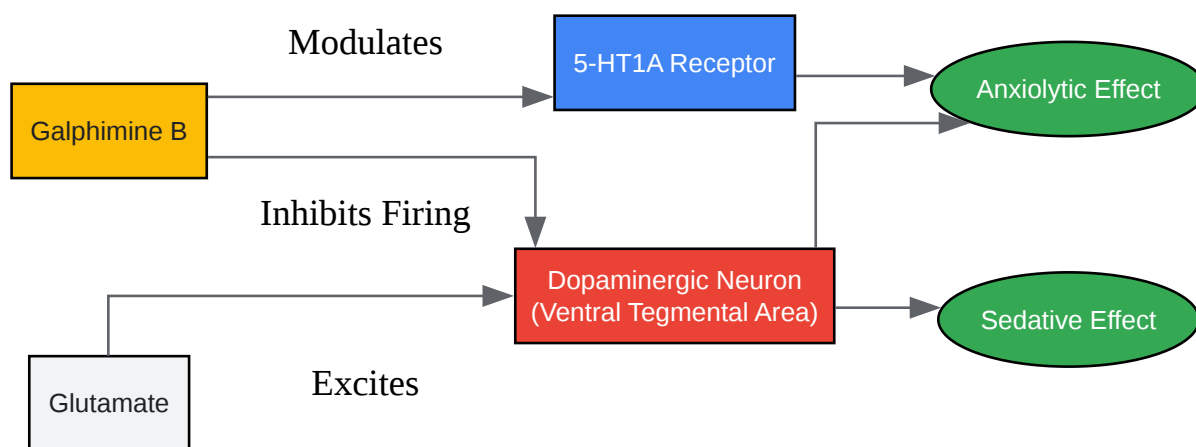 Modulates
5-HT1A Receptor
Anxiolytic Effect
Galphimine B
Inhibits Firing
Dopaminergic Neuron
(Ventral Tegmental Area)
Sedative Effect
Excites
Glutamate